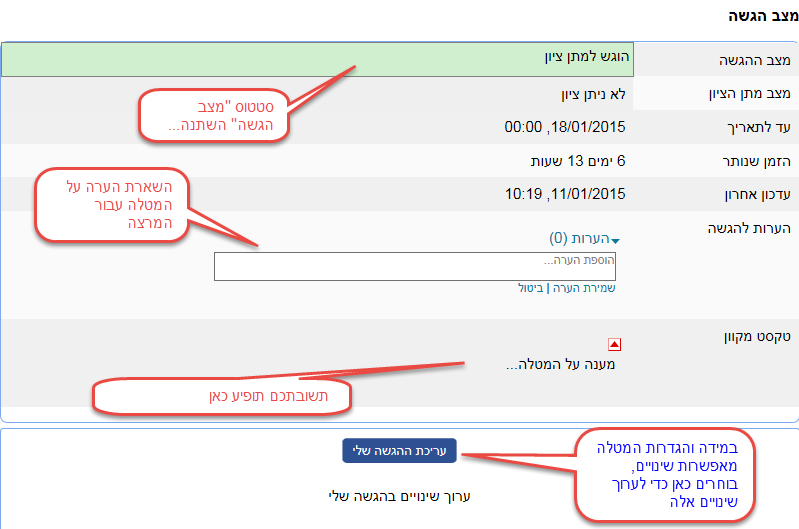 מצב הגשה
מצב ההגשה
הוגש למתן ציון
מצב מתן הציון
לא ניתן ציון
סטטוס "מצב
הגשה" השתנה...
עד לתאריך
18/01/2015, 00:00
הזמן שנותר
6 ימים 13 שעות
עדכון אחרון
11/01/2015, 10:19
השארת הערה על
המטלה עבור
המרצה
הערות להגשה
הערות (0)
הוספת הערה...
שמירת הערה | ביטול
טקסט מקוון
מענה על המטלה...
תשובתכם תופיע כאן
עריכת ההגשה שלי
ערוך שינויים בהגשה שלי
במידה והגדרות המטלה
מאפשרות שינויים,
בוחרים כאן כדי לערוך
שינויים אלה